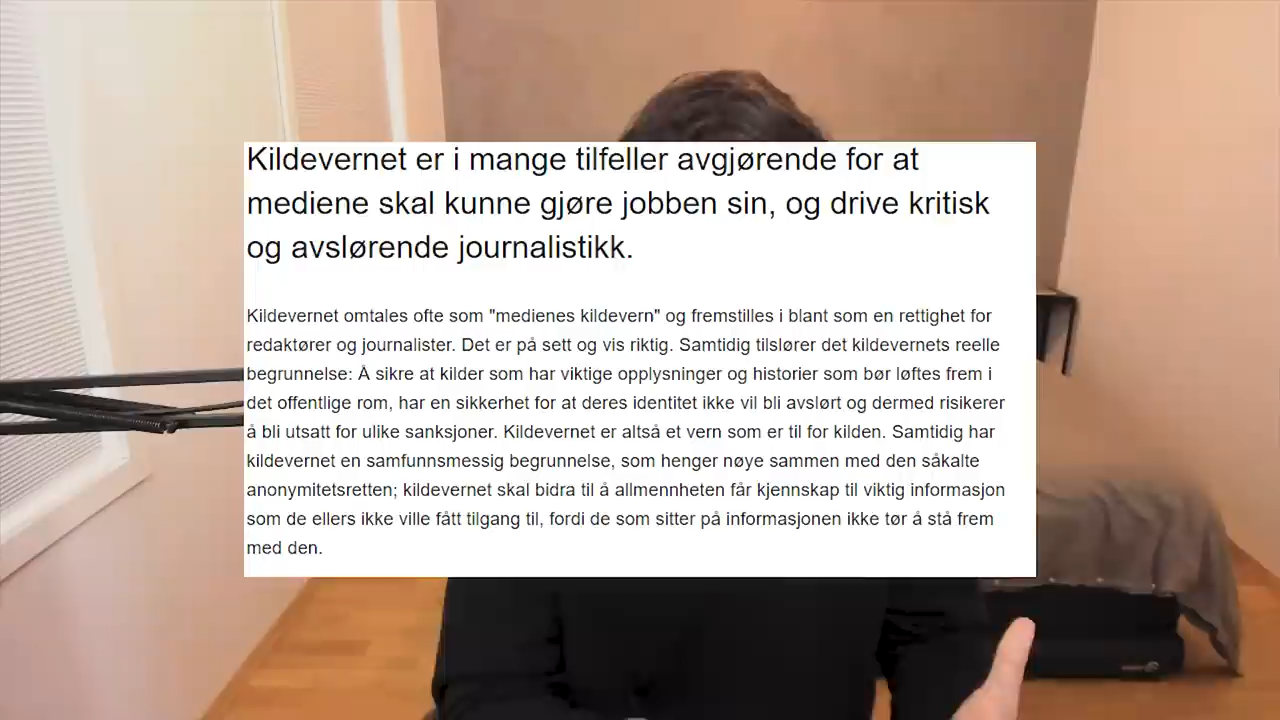 Kildevernet er i mange tilfeller avgjørende for at
mediene skal kunne gjøre jobben sin, og drive kritisk
og avslørende journalistikk.
Kildevernet omtales ofte som "medienes kildevern" og fremstilles i blant som en rettighet for
redaktører og journalister. Det er på sett og vis riktig. Samtidig tilslører det kildevernets reelle
begrunnelse: Å sikre at kilder som har viktige opplysninger og historier som bør løftes frem i
det offentlige rom, har en sikkerhet for at deres identitet ikke vil bli avslørt og dermed risikerer
å bli utsatt for ulike sanksjoner. Kildevernet er altså et vern som er til for kilden. Samtidig har
kildevernet en samfunnsmessig begrunnelse, som henger nøye sammen med den såkalte
anonymitetsretten; kildevernet skal bidra til å allmennheten får kjennskap til viktig informasjon
som de ellers ikke ville fått tilgang til, fordi de som sitter på informasjonen ikke tør å stå frem
med den.